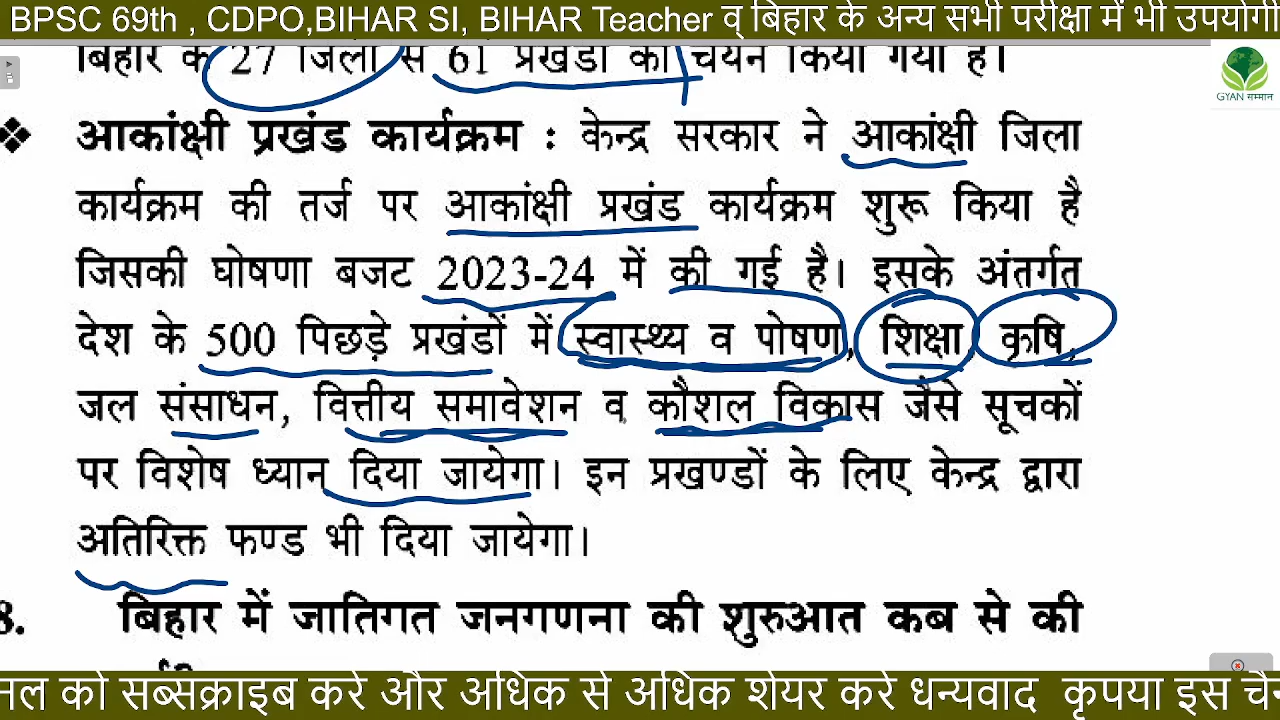 BPSC 69th , CDPO,BIHAR SI, BIHAR Teacher व् बिहार के अन्य सभी परीक्षा में भी उपयोगी
बिहार के 27 जिलों से 61 प्रखंडों का चयन किया गया है।
GYAN सम्मान
❖ आकांक्षी प्रखंड कार्यक्रम : केन्द्र सरकार ने आकांक्षी जिला
कार्यक्रम की तर्ज पर आकांक्षी प्रखंड कार्यक्रम शुरू किया है
जिसकी घोषणा बजट 2023-24 में की गई है। इसके अंतर्गत
देश के 500 पिछड़े प्रखंडों में स्वास्थ्य व पोषण, शिक्षा, कृषि,
जल संसाधन, वित्तीय समावेशन व कौशल विकास जैसे सूचकों
पर विशेष ध्यान दिया जायेगा। इन प्रखण्डों के लिए केन्द्र द्वारा
अतिरिक्त फण्ड भी दिया जायेगा।
8. बिहार में जातिगत जनगणना की शुरुआत कब से की
नल को सब्सक्राइब करे और अधिक से अधिक शेयर करे धन्यवाद कृपया इस चै